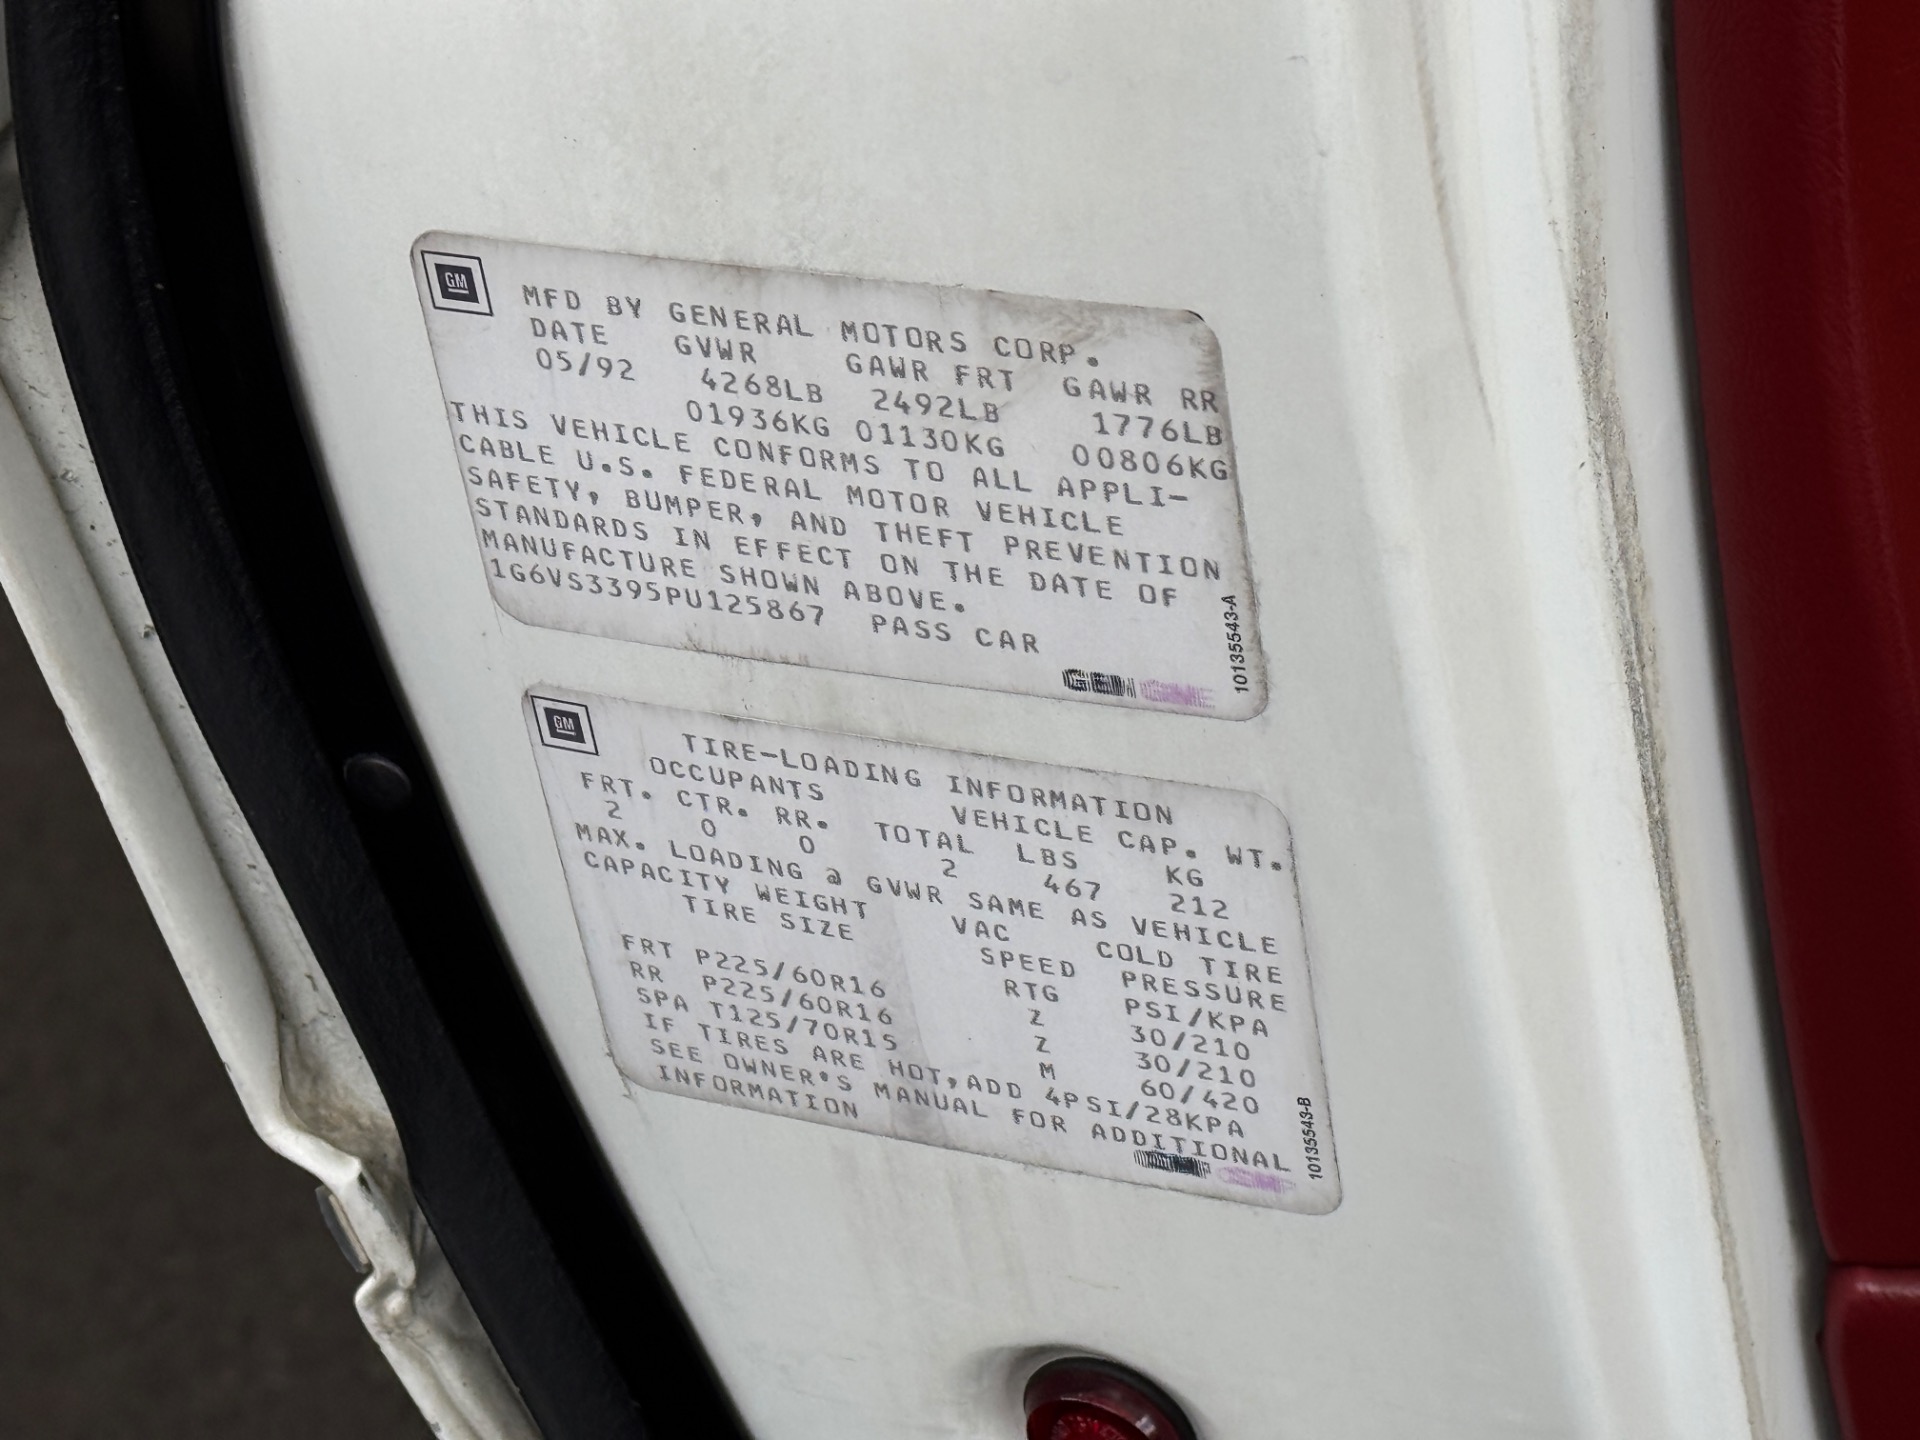 GM
MFD BY GENERAL MOTORS CORP.
DATE GVWR GAWR FRT GAWR RR
05/92 4268LB 2492LB 1776LB
01936KG 01130KG 00806KG
THIS VEHICLE CONFORMS TO ALL APPLI-
CABLE U.S. FEDERAL MOTOR VEHICLE
SAFETY, BUMPER, AND THEFT PREVENTION
STANDARDS IN EFFECT ON THE DATE OF
MANUFACTURE SHOWN ABOVE.
1G6VS3395PU125867 PASS CAR
10135543-A
GM
TIRE-LOADING INFORMATION
OCCUPANTS VEHICLE CAP. WT.
FRT. CTR. RR. TOTAL LBS KG
2 0 0 2 467 212
MAX. LOADING a GVWR SAME AS VEHICLE
CAPACITY WEIGHT VAC COLD TIRE
TIRE SIZE SPEED PRESSURE
RTG PSI/KPA
FRT P225/60R16 Z 30/210
RR P225/60R16 Z 30/210
SPA T125/70R15 M 60/420
IF TIRES ARE HOT, ADD 4PSI/28KPA
SEE OWNER'S MANUAL FOR ADDITIONAL
INFORMATION
10135543-B